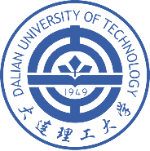 DALIAN UNIVERSITY OF TECHNOLOGY
1949
大连理工大学